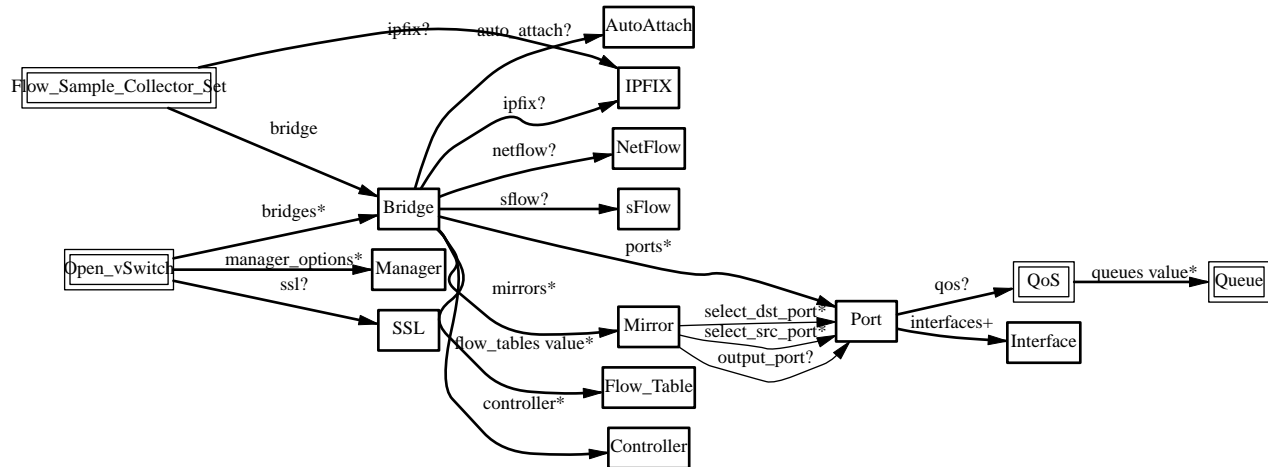 ipfix?
auto_attach?
AutoAttach
Flow_Sample_Collector_Set
IPFIX
ipfix?
bridge
netflow?
NetFlow
bridges*
Bridge
sflow?
sFlow
Open_vSwitch
manager_options*
Manager
ssl?
SSL
ports*
mirrors*
flow_tables value*
Mirror
select_dst_port*
select_src_port*
output_port?
Port
qos?
QoS
queues value*
Queue
interfaces+
Interface
Flow_Table
controller*
Controller